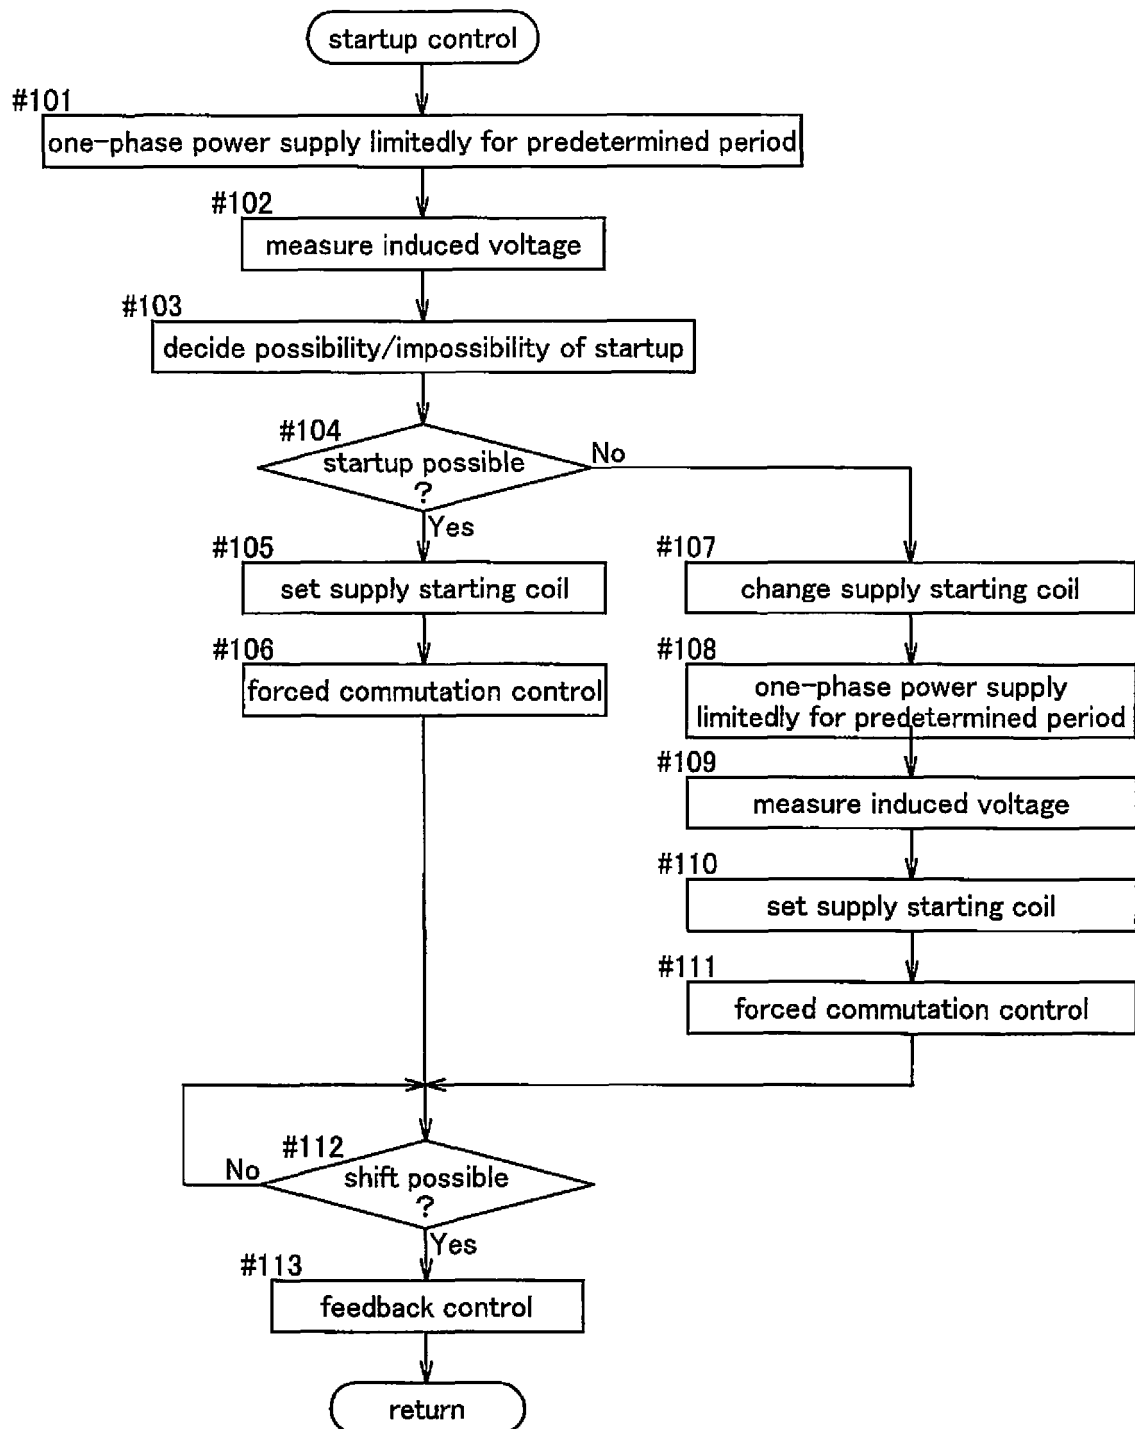 startup control
#101
one-phase power supply limitedly for predetermined period
#102
measure induced voltage
#103
decide possibility/impossibility of startup
#104
startup possible
?
No
Yes
#105
set supply starting coil
#106
forced commutation control
#107
change supply starting coil
#108
one-phase power supply
limitedly for predetermined period
#109
measure induced voltage
#110
set supply starting coil
#111
forced commutation control
#112
shift possible
?
No
Yes
#113
feedback control
return